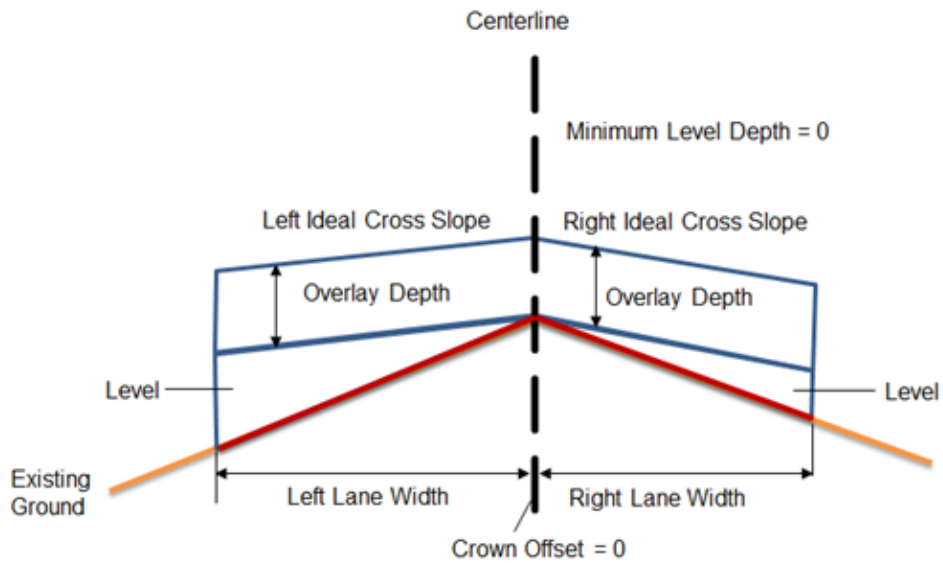 Centerline
Minimum Level Depth = 0
Left Ideal Cross Slope
Right Ideal Cross Slope
Overlay Depth
Overlay Depth
Level
Level
Existing
Ground
Left Lane Width
Right Lane Width
Crown Offset = 0